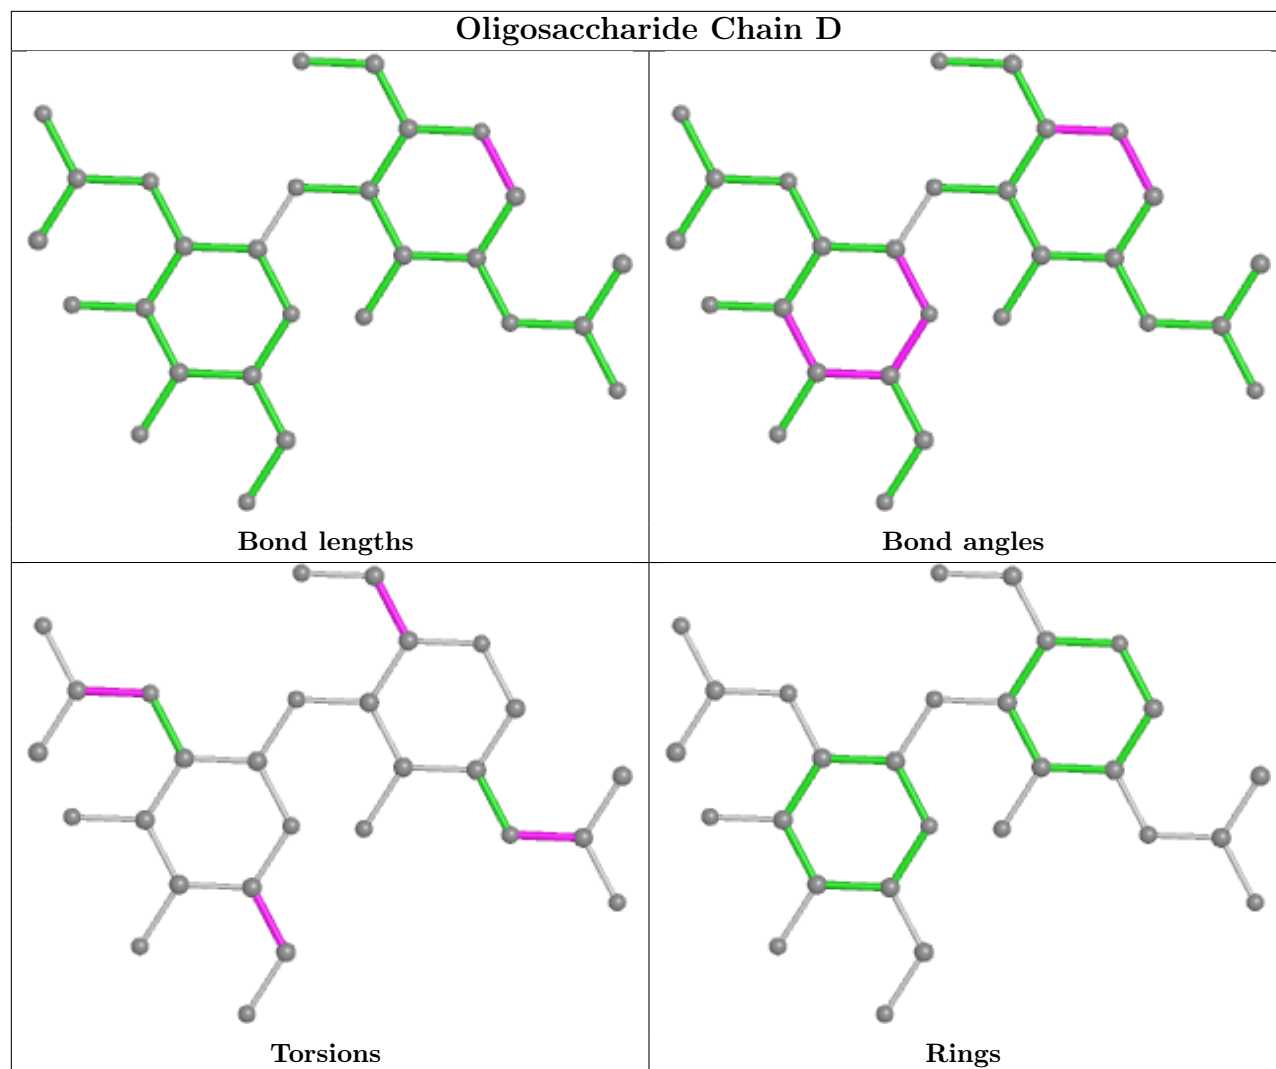 Oligosaccharide Chain D
Bond lengths
Bond angles
Torsions
Rings